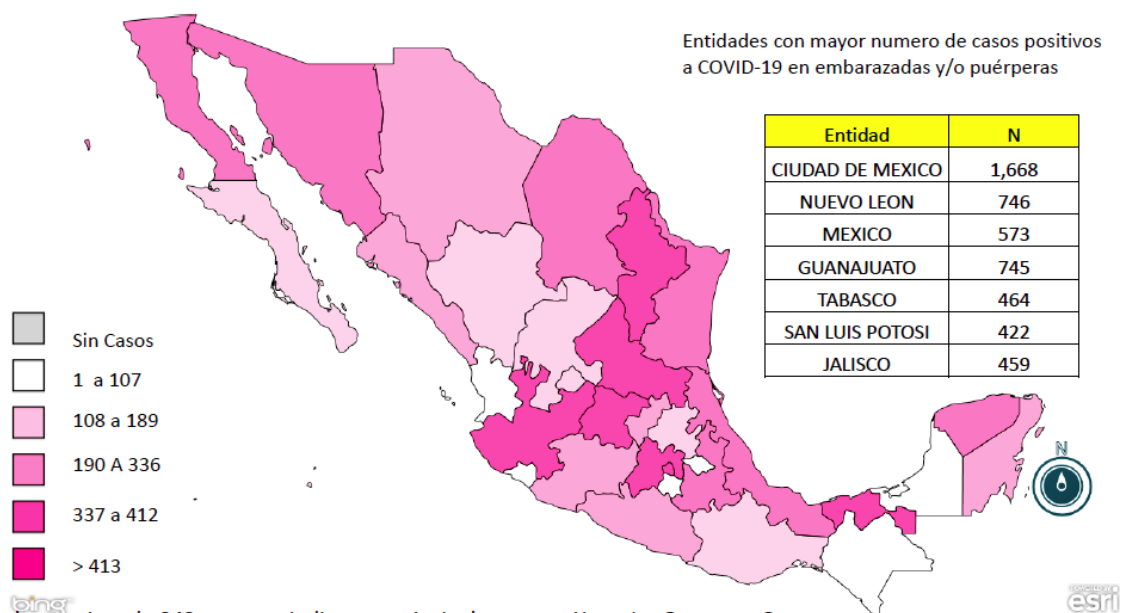 Entidades con mayor numero de casos positivos
a COVID-19 en embarazadas y/o puérperas
Entidad N
CIUDAD DE MEXICO 1,668
NUEVO LEON 746
MEXICO 573
GUANAJUATO 745
TABASCO 464
SAN LUIS POTOSI 422
JALISCO 459
Sin Casos
1 a 107
108 a 189
190 A 336
337 a 412
> 413
N
bing
esri